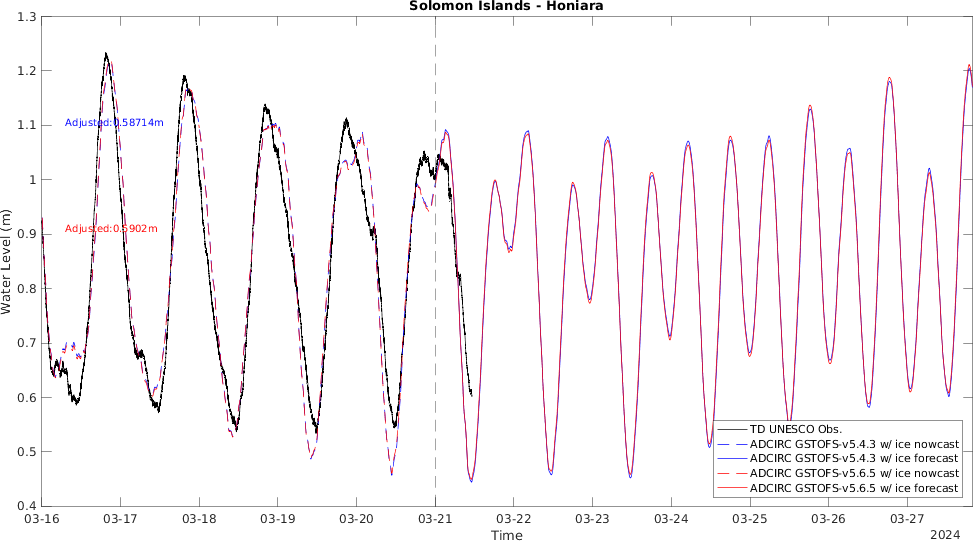 Solomon Islands - Honiara
1.3
1.2
1.1
1
0.9
0.8
0.7
0.6
0.5
0.4
Water Level (m)
Adjusted:0.58714m
Adjusted:0.5902m
TD UNESCO Obs.
ADCIRC GSTOFS-v5.4.3 w/ ice nowcast
ADCIRC GSTOFS-v5.4.3 w/ ice forecast
ADCIRC GSTOFS-v5.6.5 w/ ice nowcast
ADCIRC GSTOFS-v5.6.5 w/ ice forecast
03-16 03-17 03-18 03-19 03-20 03-21 03-22 03-23 03-24 03-25 03-26 03-27
Time
2024